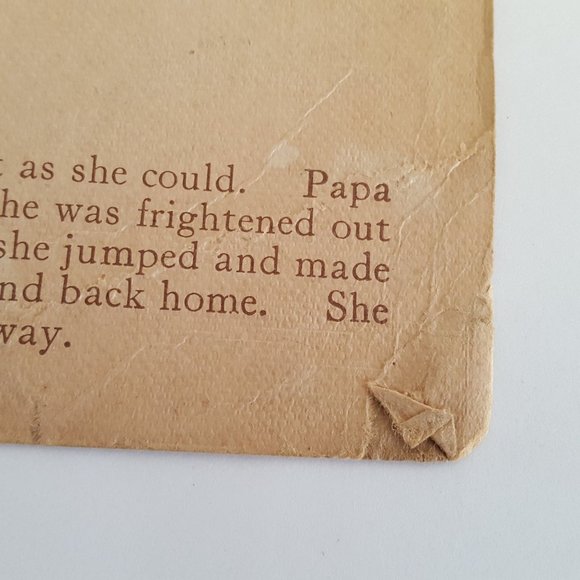 as she could. Papa
he was frightened out
she jumped and made
nd back home. She
way.